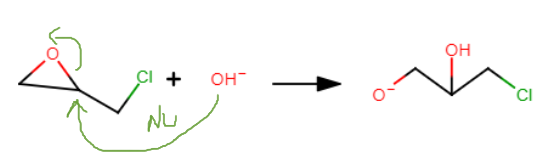 O Cl + OH⁻ OH
Nu O⁻ Cl